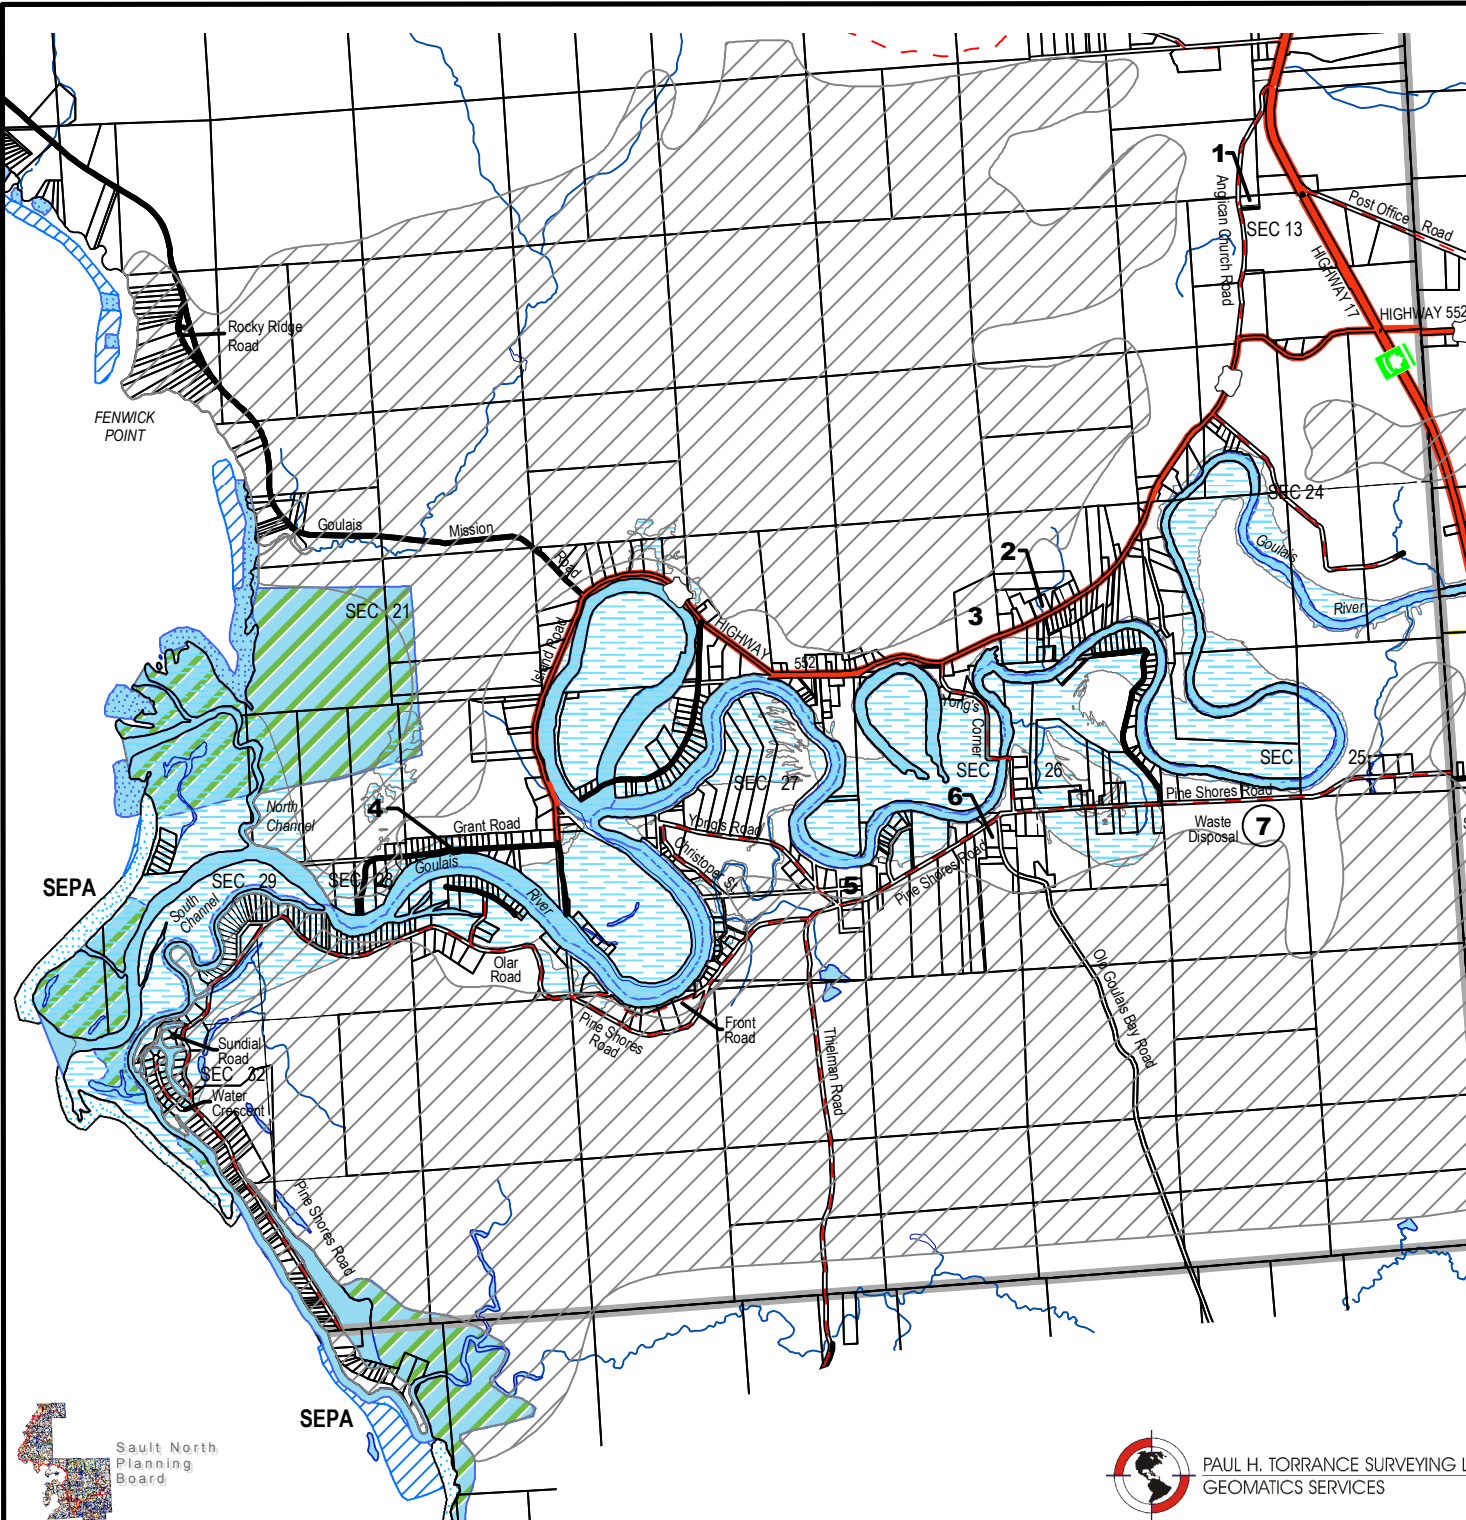 1
Anglican Church Road
SEC 13
Post Office Road
HIGHWAY 17
HIGHWAY 552
Rocky Ridge
Road
FENWICK
POINT
SEC 24
Goulais
River
Goulais
Mission
Road
2
3
SEC 21
Island Road
HIGHWAY
552
Yong's
Corner
SEC 26
SEC 25
SEC 27
6
Pine Shores Road
Waste
Disposal
7
North
Channel
4
Grant Road
Goulais
River
Yong's Road
Christoper St.
5
Pine Shores Road
SEPA
SEC 29
SEC 28
South
Channel
Olar
Road
Pine Shores
Road
Front
Road
Old Goulais Bay Road
Thielman Road
Sundial
Road
SEC 32
Water
Crescent
Pine Shores Road
SEPA
Sault North
Planning
Board
PAUL H. TORRANCE SURVEYING L
GEOMATICS SERVICES